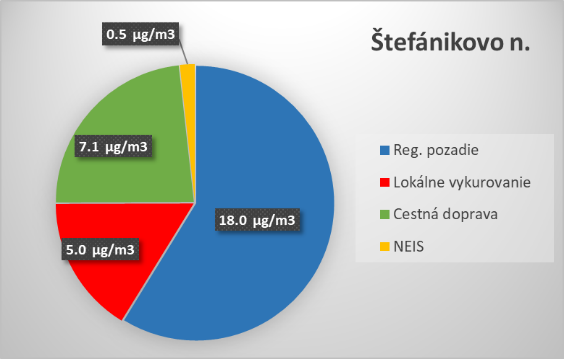 0.5 µg/m3
Štefánikovo n.
7.1 µg/m3
18.0 µg/m3
5.0 µg/m3
Reg. pozadie
Lokálne vykurovanie
Cestná doprava
NEIS